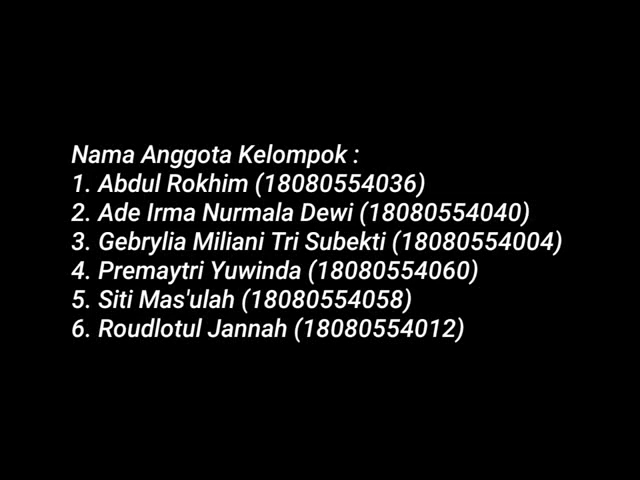 Nama Anggota Kelompok :
1. Abdul Rokhim (18080554036)
2. Ade Irma Nurmala Dewi (18080554040)
3. Gebrylia Miliani Tri Subekti (18080554004)
4. Premaytri Yuwinda (18080554060)
5. Siti Mas'ulah (18080554058)
6. Roudlotul Jannah (18080554012)